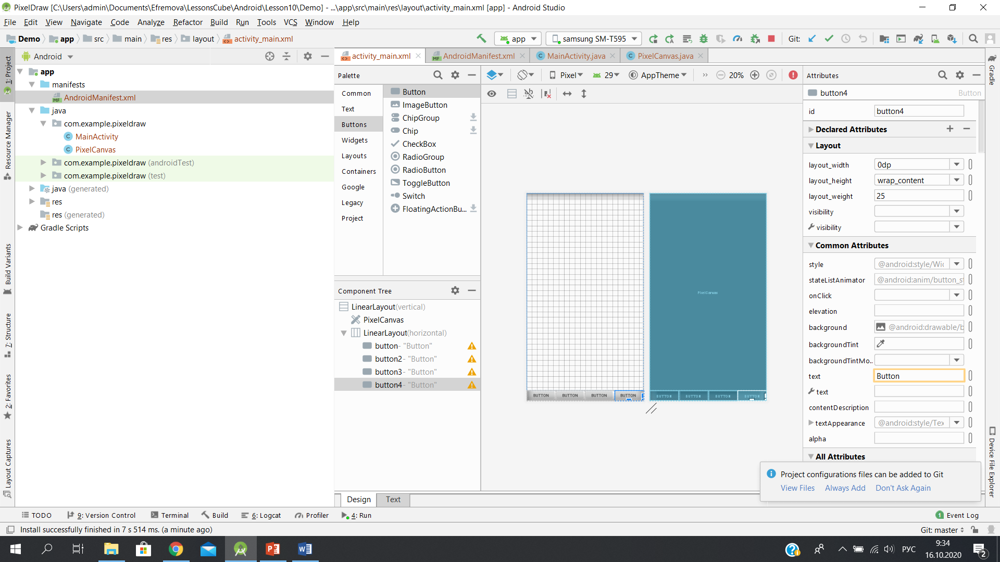 PixelDraw [C:\Users\admin\Documents\Efremova\LessonsCube\Android\Lesson10\Demo] - ...\app\src\main\res\layout\activity_main.xml [app] - Android Studio
File Edit View Navigate Code Analyze Refactor Build Run Tools VCS Window Help
Demo app src main res layout activity_main.xml
app
samsung SM-T595
Git:
1: Project
Resource Manager
Build Variants
7: Structure
2: Favorites
Layout Captures
Android
app
manifests
MF AndroidManifest.xml
java
com.example.pixeldraw
C MainActivity
C PixelCanvas
com.example.pixeldraw (androidTest)
com.example.pixeldraw (test)
java (generated)
res
res (generated)
Gradle Scripts
activity_main.xml
MF AndroidManifest.xml
C MainActivity.java
C PixelCanvas.java
Palette
Common
Text
Buttons
Widgets
Layouts
Containers
Google
Legacy
Project
Button
ImageButton
ChipGroup
Chip
CheckBox
RadioGroup
RadioButton
ToggleButton
Switch
FloatingActionBu...
Component Tree
LinearLayout(vertical)
PixelCanvas
LinearLayout(horizontal)
button- "Button"
button2- "Button"
button3- "Button"
button4- "Button"
Pixel 29 AppTheme 20%
BUTTON BUTTON BUTTON BUTTON
PixelCanvas
BUTTON BUTTON BUTTON BUTTON
Design Text
Attributes
button4 Button
id button4
Declared Attributes
Layout
layout_width 0dp
layout_height wrap_content
layout_weight 25
visibility
visibility
Common Attributes
style @android:style/Wi
stateListAnimator @android:anim/button_s
onClick
elevation
background @android:drawable/b
backgroundTint
backgroundTintMo..
text Button
text
contentDescription
textAppearance @android:style/Tex
alpha
All Attributes
Project configurations files can be added to Git
View Files Always Add Don't Ask Again
Gradle
Device File Explorer
TODO 9: Version Control Terminal Build 6: Logcat Profiler 4: Run
1 Event Log
Install successfully finished in 7 s 514 ms. (a minute ago)
Git: master
РУС
9:34
16.10.2020
2